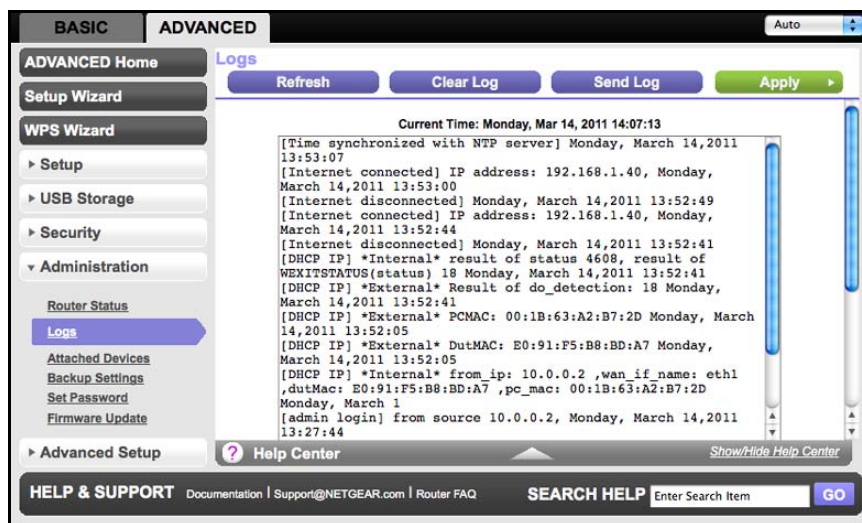 BASIC
ADVANCED
Auto
ADVANCED Home
Setup Wizard
WPS Wizard
Setup
USB Storage
Security
Administration
Router Status
Logs
Attached Devices
Backup Settings
Set Password
Firmware Update
Advanced Setup
Logs
Refresh
Clear Log
Send Log
Apply
Current Time: Monday, Mar 14, 2011 14:07:13
[Time synchronized with NTP server] Monday, March 14,2011
13:53:07
[Internet connected] IP address: 192.168.1.40, Monday,
March 14,2011 13:53:00
[Internet disconnected] Monday, March 14,2011 13:52:49
[Internet connected] IP address: 192.168.1.40, Monday,
March 14,2011 13:52:44
[Internet disconnected] Monday, March 14,2011 13:52:41
[DHCP IP] *Internal* result of status 4608, result of
WEXITSTATUS(status) 18 Monday, March 14,2011 13:52:41
[DHCP IP] *External* Result of do_detection: 18 Monday,
March 14,2011 13:52:41
[DHCP IP] *External* PCMAC: 00:1B:63:A2:B7:2D Monday, March
14,2011 13:52:05
[DHCP IP] *External* DutMAC: E0:91:F5:B8:BD:A7 Monday,
March 14,2011 13:52:05
[DHCP IP] *Internal* from_ip: 10.0.0.2 ,wan_if_name: eth1
,dutMac: E0:91:F5:B8:BD:A7 ,pc_mac: 00:1B:63:A2:B7:2D
Monday, March 1
[admin login] from source 10.0.0.2, Monday, March 14,2011
13:27:44
? Help Center
Show/Hide Help Center
HELP & SUPPORT Documentation | Support@NETGEAR.com | Router FAQ
SEARCH HELP Enter Search Item GO